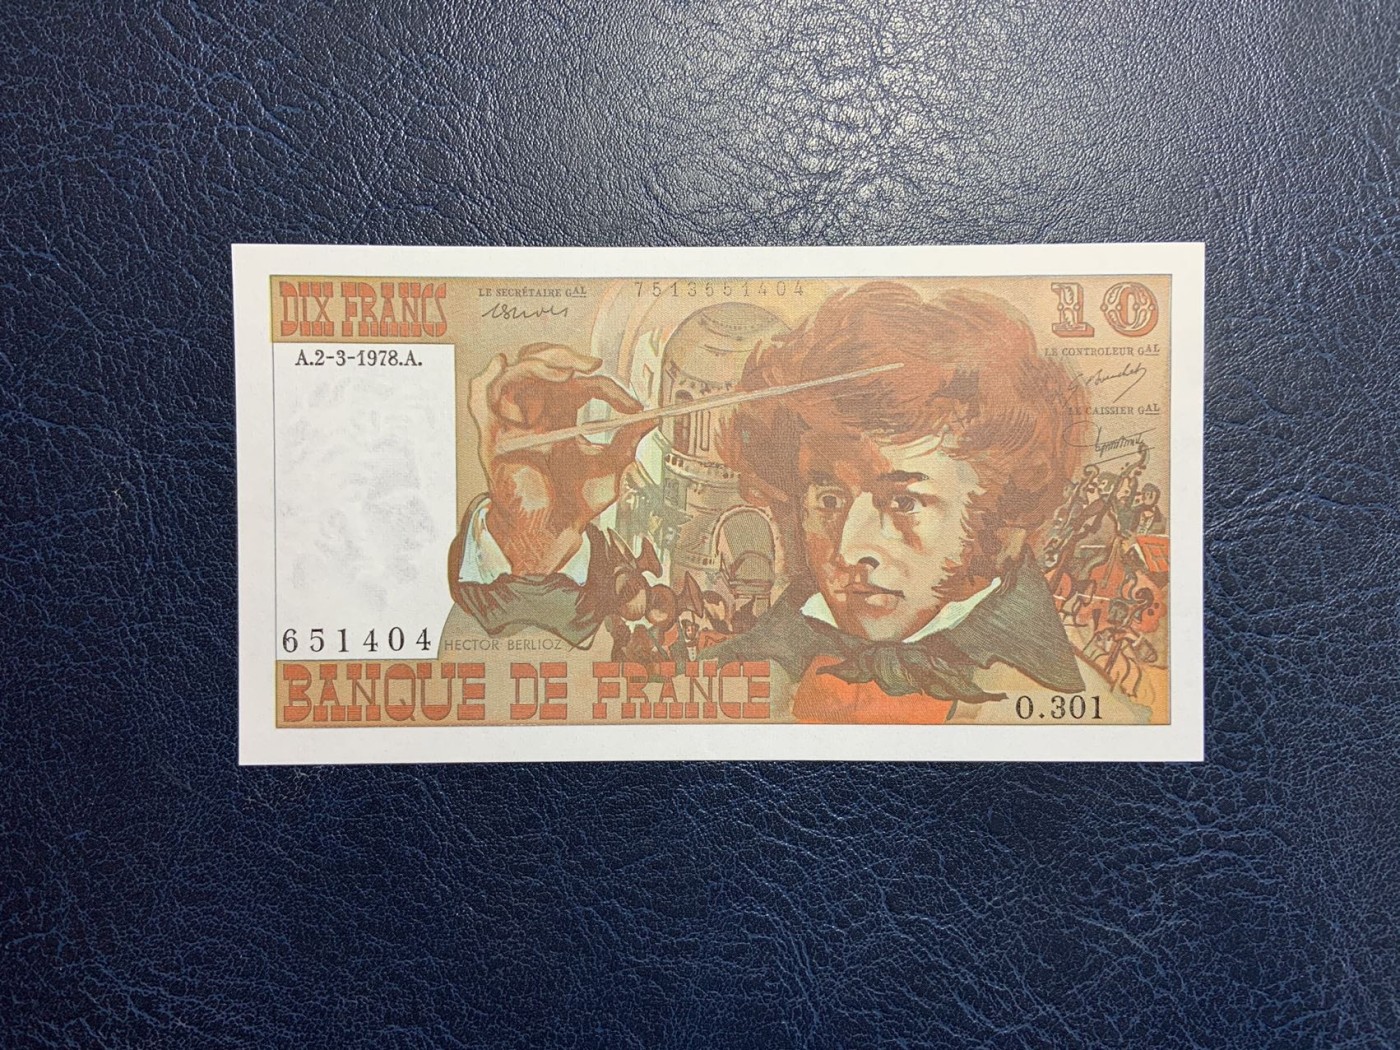 DIX FRANCS
LE SECRÉTAIRE GAL
7513651404
10
A.2-3-1978.A.
LE CONTROLEUR GAL
LE CAISSIER GAL
651404
HECTOR BERLIOZ
BANQUE DE FRANCE
O.301